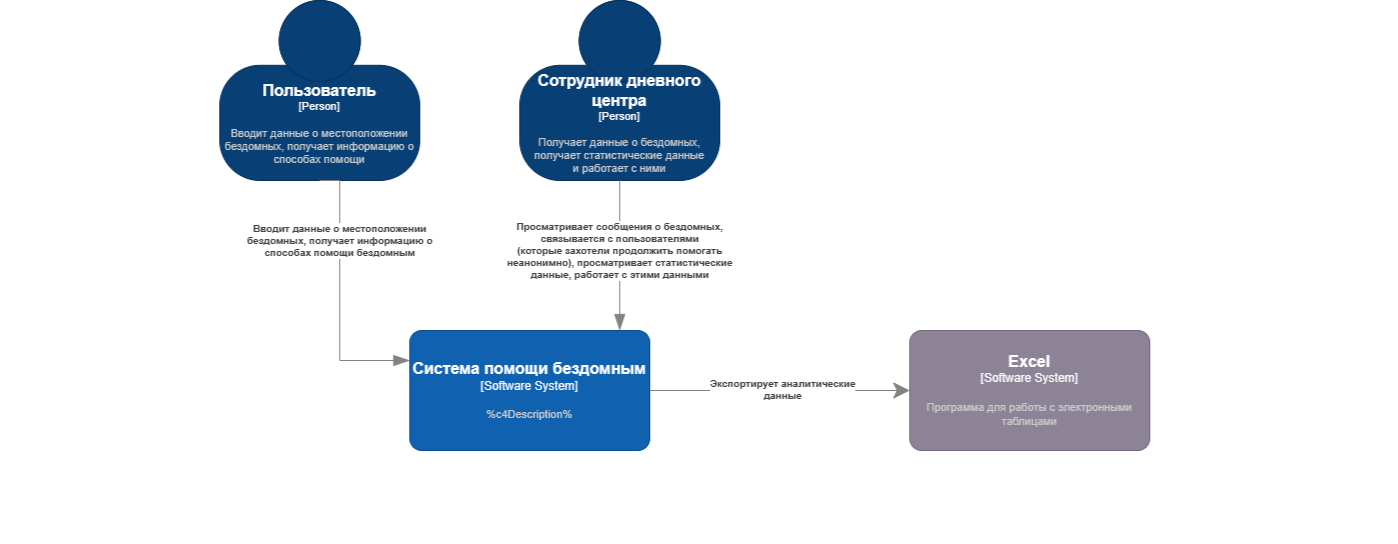 Пользователь
[Person]
Вводит данные о местоположении
бездомных, получает информацию о
способах помощи
Сотрудник дневного
центра
[Person]
Получает данные о бездомных,
получает статистические данные
и работает с ними
Вводит данные о местоположении
бездомных, получает информацию о
способах помощи бездомным
Просматривает сообщения о бездомных,
связывается с пользователями
(которые захотели продолжить помогать
неанонимно), просматривает статистические
данные, работает с этими данными
Система помощи бездомным
[Software System]
%c4Description%
Экспортирует аналитические
данные
Excel
[Software System]
Программа для работы с электронными
таблицами